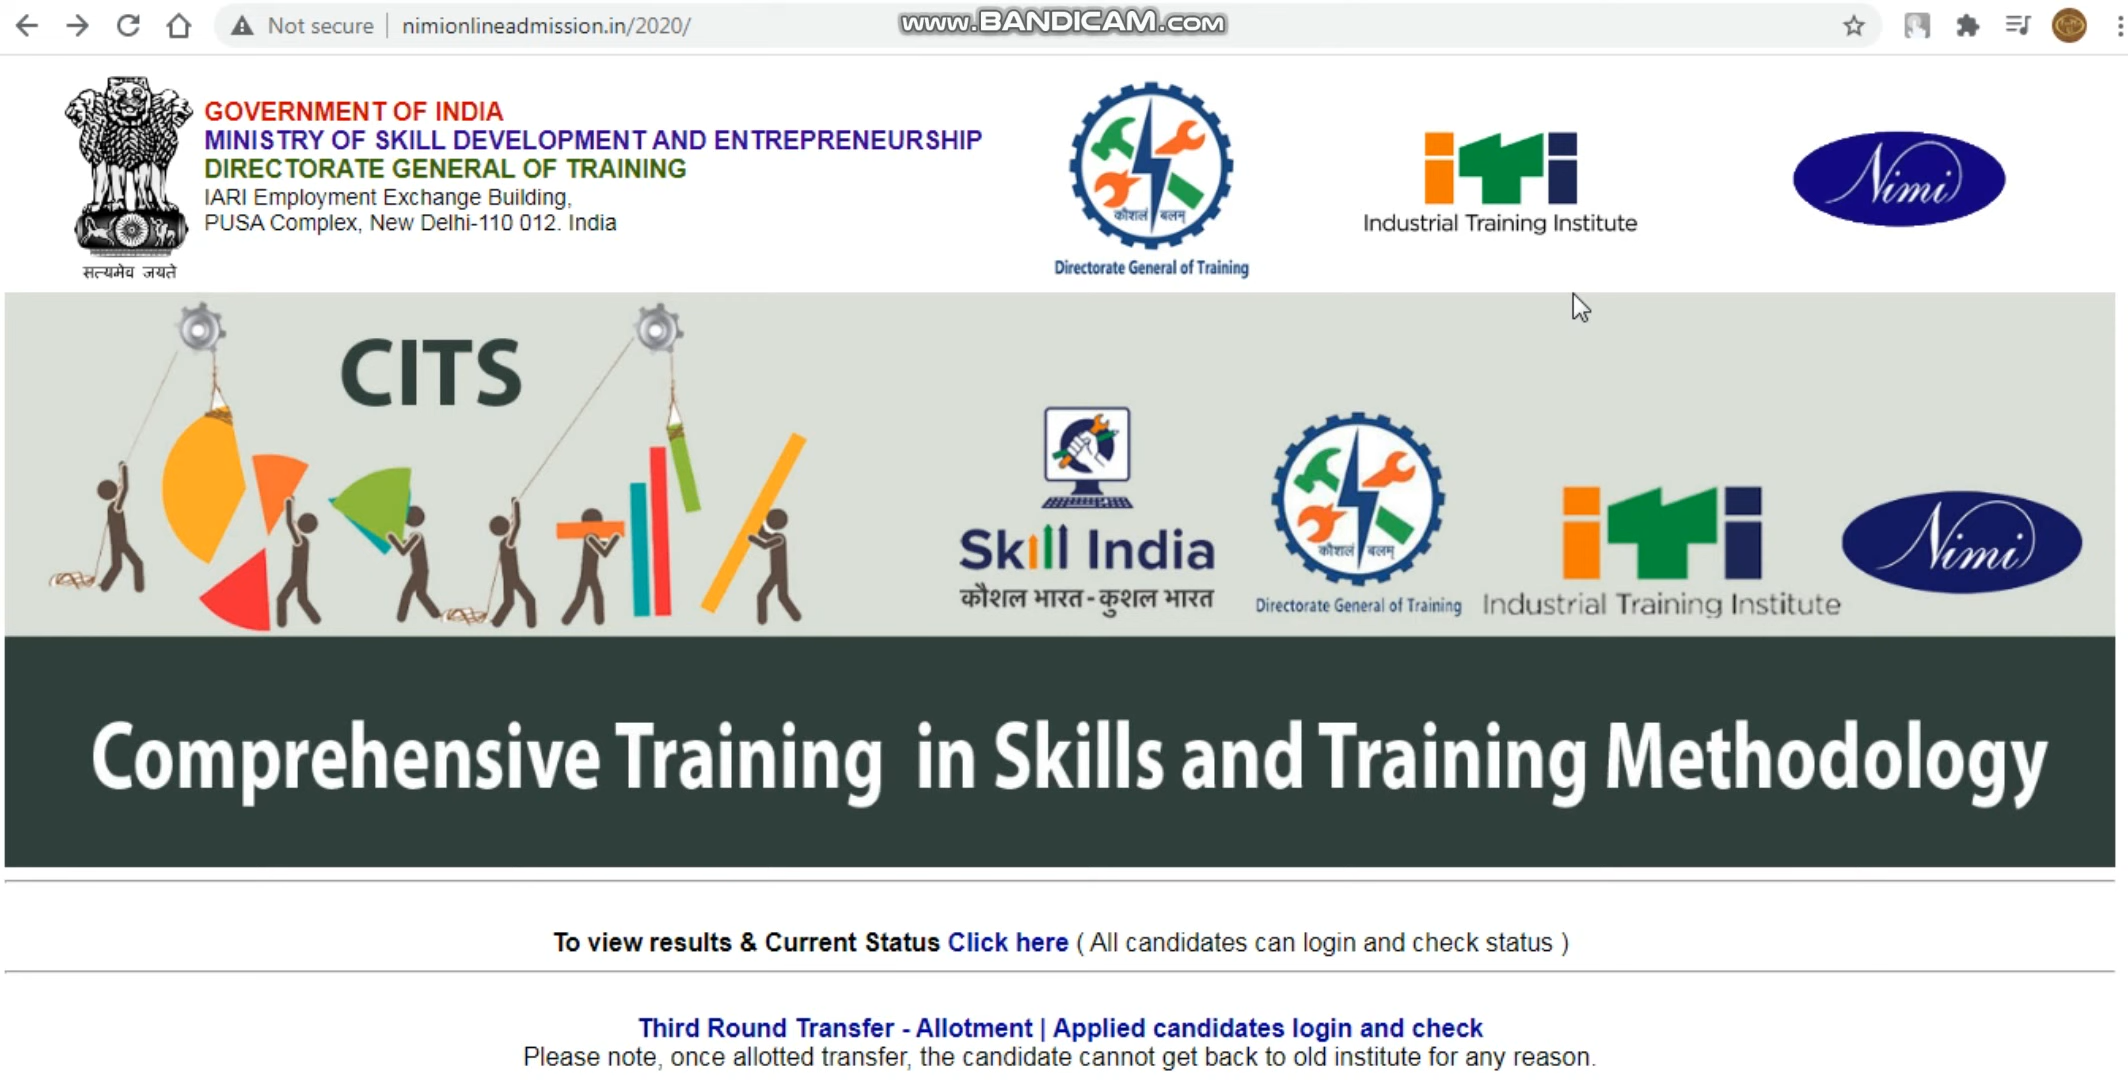 Not secure | nimionlineadmission.in/2020/
www.BANDICAM.com
GOVERNMENT OF INDIA
MINISTRY OF SKILL DEVELOPMENT AND ENTREPRENEURSHIP
DIRECTORATE GENERAL OF TRAINING
IARI Employment Exchange Building,
PUSA Complex, New Delhi-110 012. India
सत्यमेव जयते
कौशलं बलम्
Directorate General of Training
iTi
Industrial Training Institute
Nimi
CITS
Skill India
कौशल भारत - कुशल भारत
कौशलं बलम्
Directorate General of Training
iTi
Industrial Training Institute
Nimi
Comprehensive Training in Skills and Training Methodology
To view results & Current Status Click here ( All candidates can login and check status )
Third Round Transfer - Allotment | Applied candidates login and check
Please note, once allotted transfer, the candidate cannot get back to old institute for any reason.